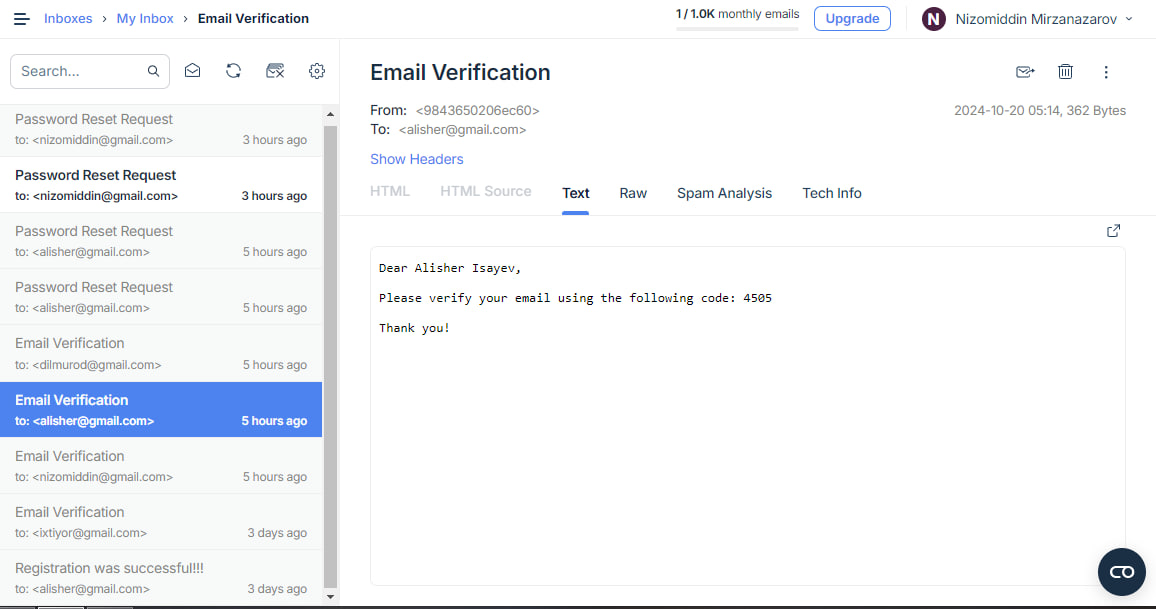 Inboxes › My Inbox › Email Verification
1 / 1.0K monthly emails
Upgrade
N Nizomiddin Mirzanazarov
Search...
Password Reset Request
to: <nizomiddin@gmail.com> 3 hours ago
Password Reset Request
to: <nizomiddin@gmail.com> 3 hours ago
Password Reset Request
to: <alisher@gmail.com> 5 hours ago
Password Reset Request
to: <alisher@gmail.com> 5 hours ago
Email Verification
to: <dilmurod@gmail.com> 5 hours ago
Email Verification
to: <alisher@gmail.com> 5 hours ago
Email Verification
to: <nizomiddin@gmail.com> 5 hours ago
Email Verification
to: <ixtiyor@gmail.com> 3 days ago
Registration was successful!!!
to: <alisher@gmail.com> 3 days ago
Email Verification
From: <9843650206ec60>
2024-10-20 05:14, 362 Bytes
To: <alisher@gmail.com>
Show Headers
HTML HTML Source Text Raw Spam Analysis Tech Info
Dear Alisher Isayev,
Please verify your email using the following code: 4505
Thank you!